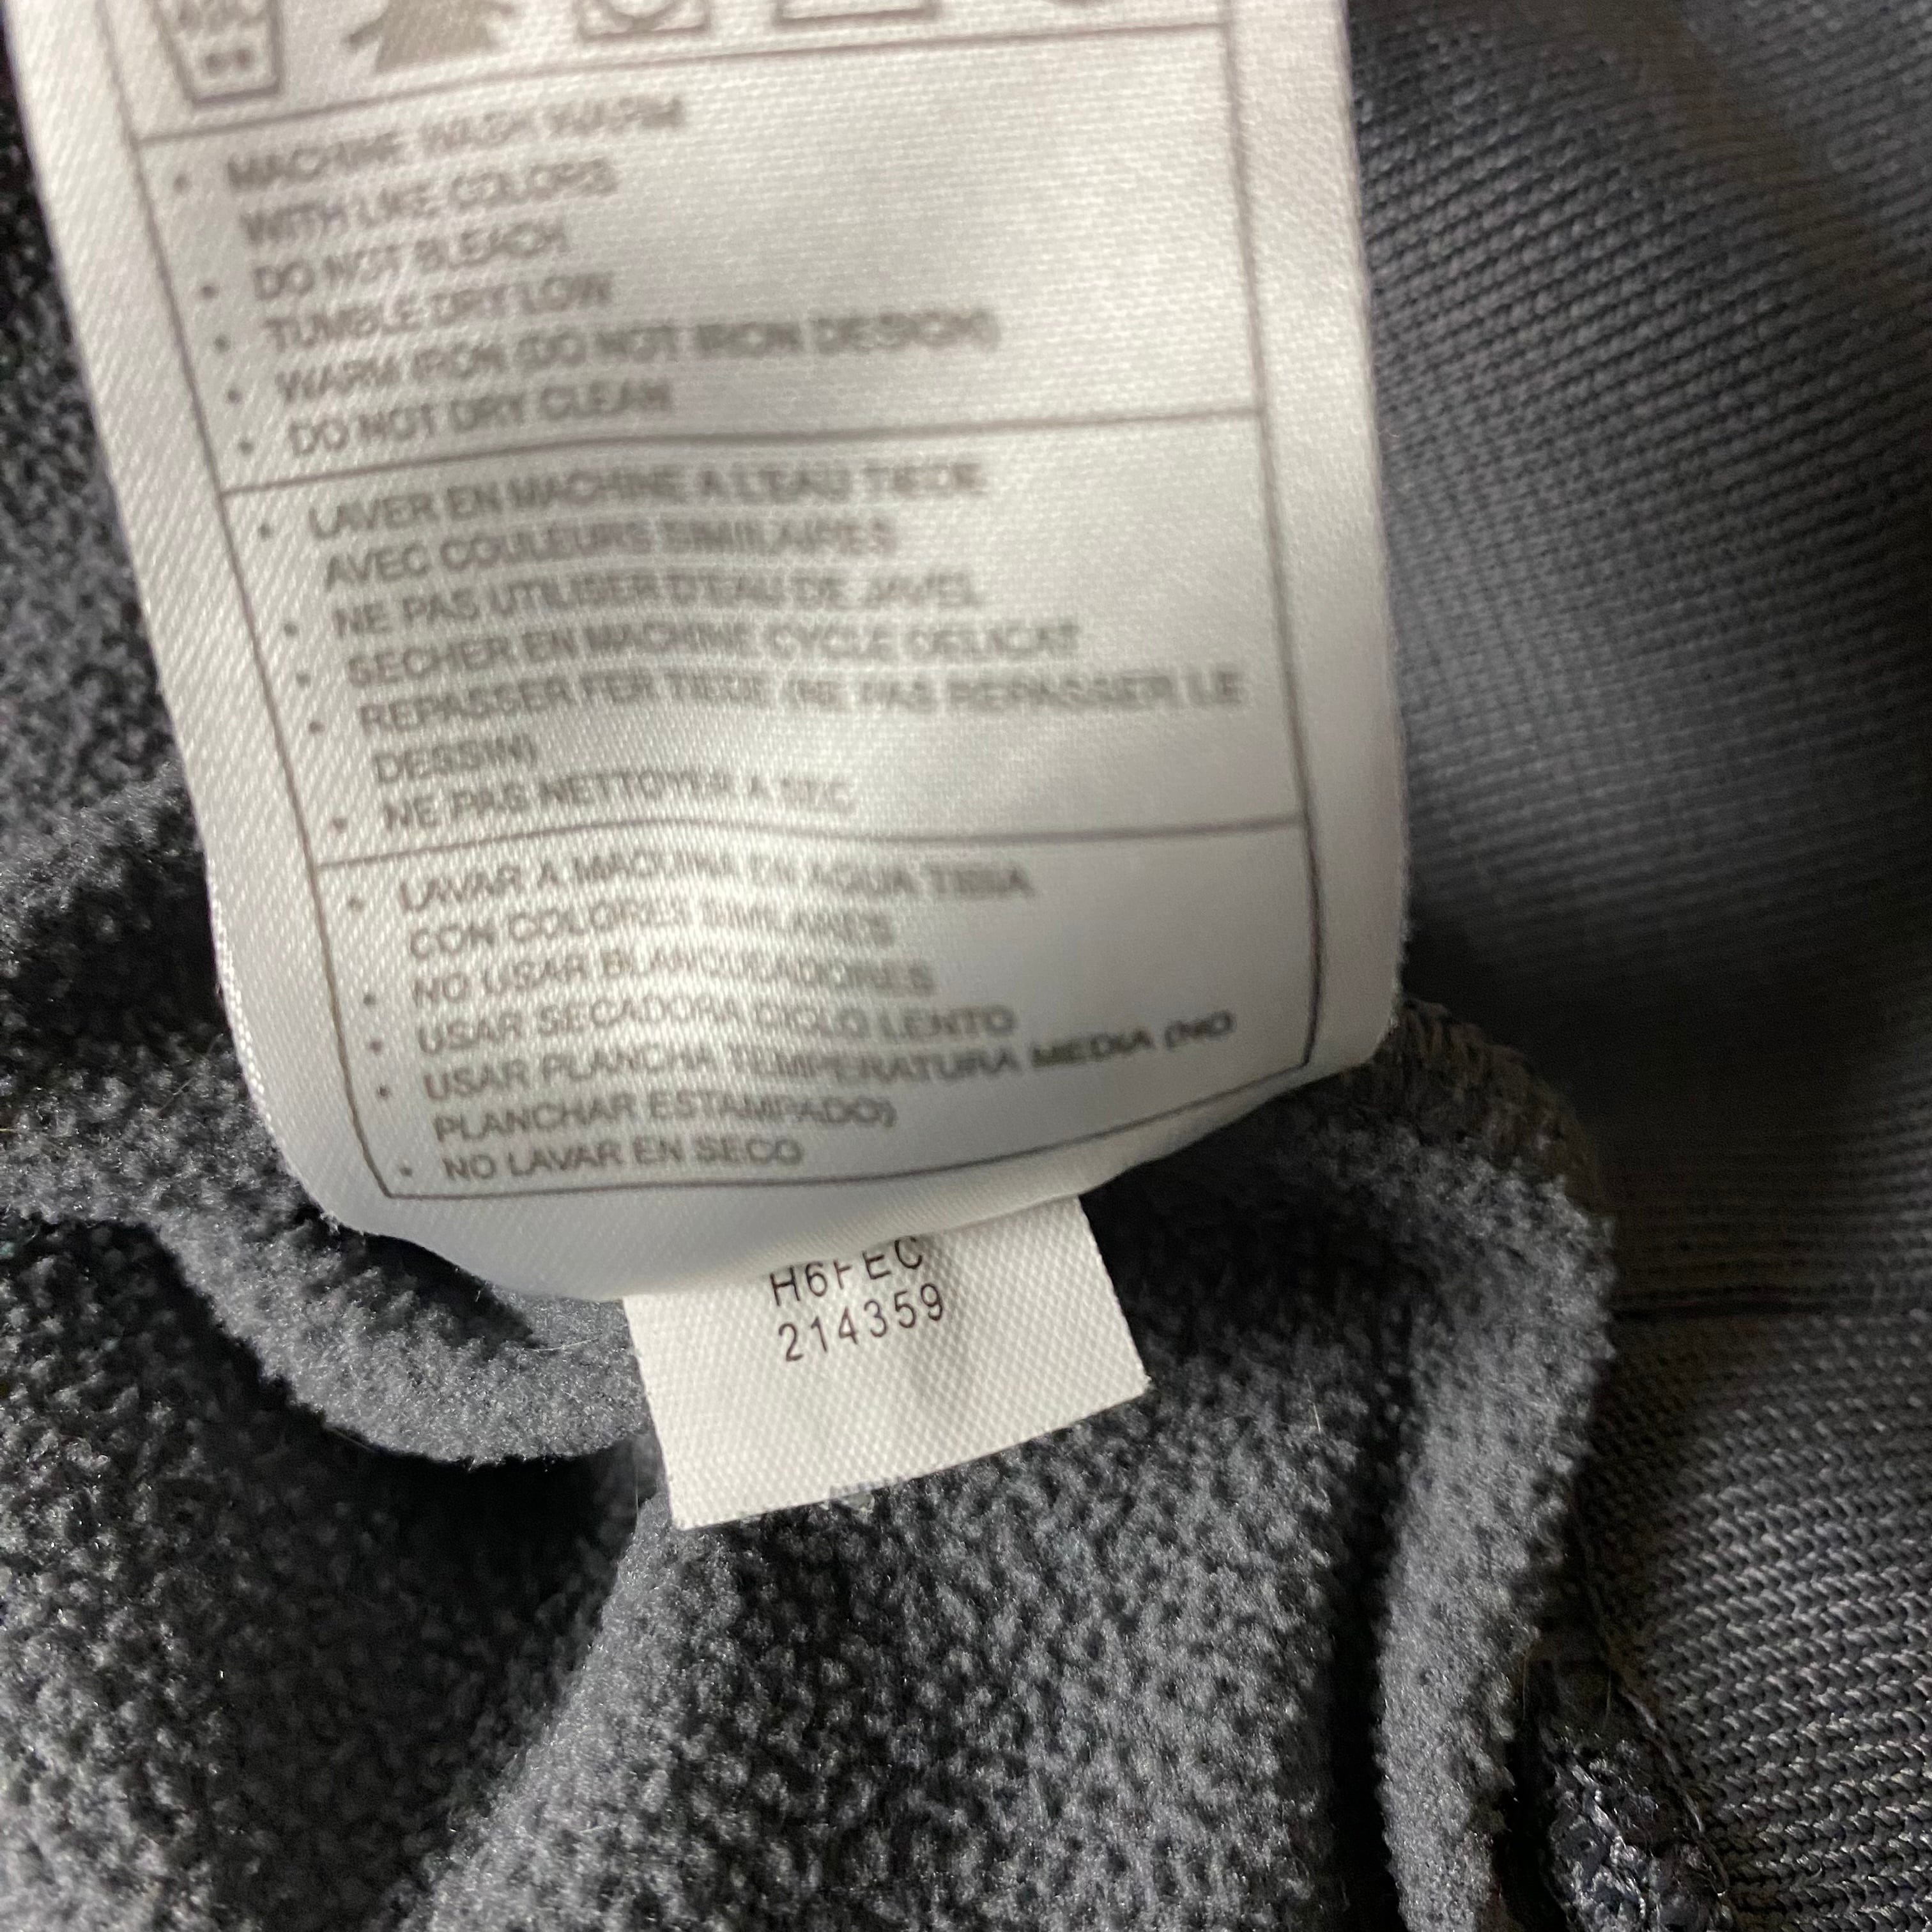 • MACHINE WASH WARM
WITH LIKE COLORS
• DO NOT BLEACH
• TUMBLE DRY LOW
• WARM IRON (DO NOT IRON DESIGN)
• DO NOT DRY CLEAN
• LAVER EN MACHINE A L'EAU TIEDE
AVEC COULEURS SIMILAIRES
• NE PAS UTILISER D'EAU DE JAVEL
• SECHER EN MACHINE CYCLE DELICAT
• REPASSER FER TIEDE (NE PAS REPASSER LE
DESSIN)
• NE PAS NETTOYER A SEC
• LAVAR A MAQUINA EN AGUA TIBIA
CON COLORES SIMILARES
• NO USAR BLANQUEADORES
• USAR SECADORA CICLO LENTO
• USAR PLANCHA TEMPERATURA MEDIA (NO
PLANCHAR ESTAMPADO)
• NO LAVAR EN SECO
H6FEC
214359